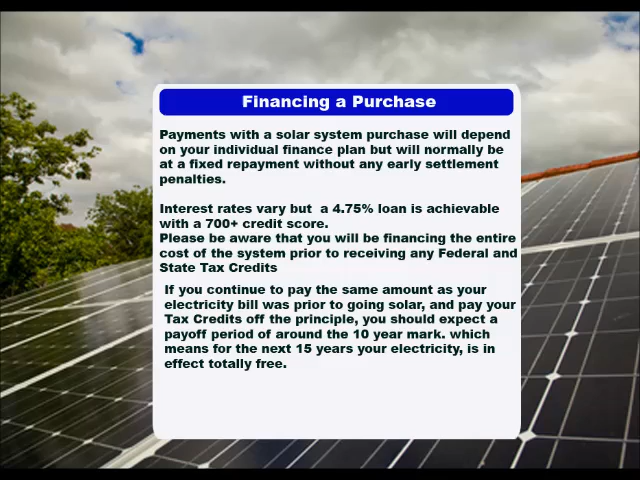 Financing a Purchase
Payments with a solar system purchase will depend
on your individual finance plan but will normally be
at a fixed repayment without any early settlement
penalties.
Interest rates vary but a 4.75% loan is achievable
with a 700+ credit score.
Please be aware that you will be financing the entire
cost of the system prior to receiving any Federal and
State Tax Credits
If you continue to pay the same amount as your
electricity bill was prior to going solar, and pay your
Tax Credits off the principle, you should expect a
payoff period of around the 10 year mark. which
means for the next 15 years your electricity, is in
effect totally free.